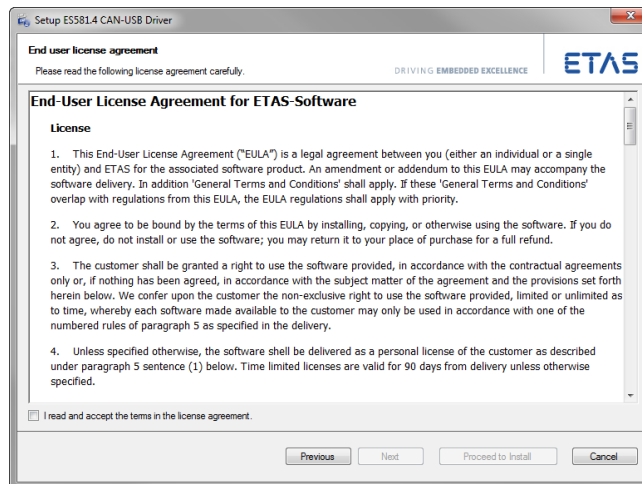 Setup ES581.4 CAN-USB Driver
End user license agreement
Please read the following license agreement carefully.
DRIVING EMBEDDED EXCELLENCE
ETAS
End-User License Agreement for ETAS-Software
License
1. This End-User License Agreement ("EULA") is a legal agreement between you (either an individual or a single
entity) and ETAS for the associated software product. An amendment or addendum to this EULA may accompany the
software delivery. In addition 'General Terms and Conditions' shall apply. If these 'General Terms and Conditions'
overlap with regulations from this EULA, the EULA regulations shall apply with priority.
2. You agree to be bound by the terms of this EULA by installing, copying, or otherwise using the software. If you do
not agree, do not install or use the software; you may return it to your place of purchase for a full refund.
3. The customer shall be granted a right to use the software provided, in accordance with the contractual agreements
only or, if nothing has been agreed, in accordance with the subject matter of the agreement and the provisions set forth
herein below. We confer upon the customer the non-exclusive right to use the software provided, limited or unlimited as
to time, whereby each software made available to the customer may only be used in accordance with one of the
numbered rules of paragraph 5 as specified in the delivery.
4. Unless specified otherwise, the software shell be delivered as a personal license of the customer as described
under paragraph 5 sentence (1) below. Time limited licenses are valid for 90 days from delivery unless otherwise
specified.
I read and accept the terms in the license agreement.
Previous
Next
Proceed to Install
Cancel